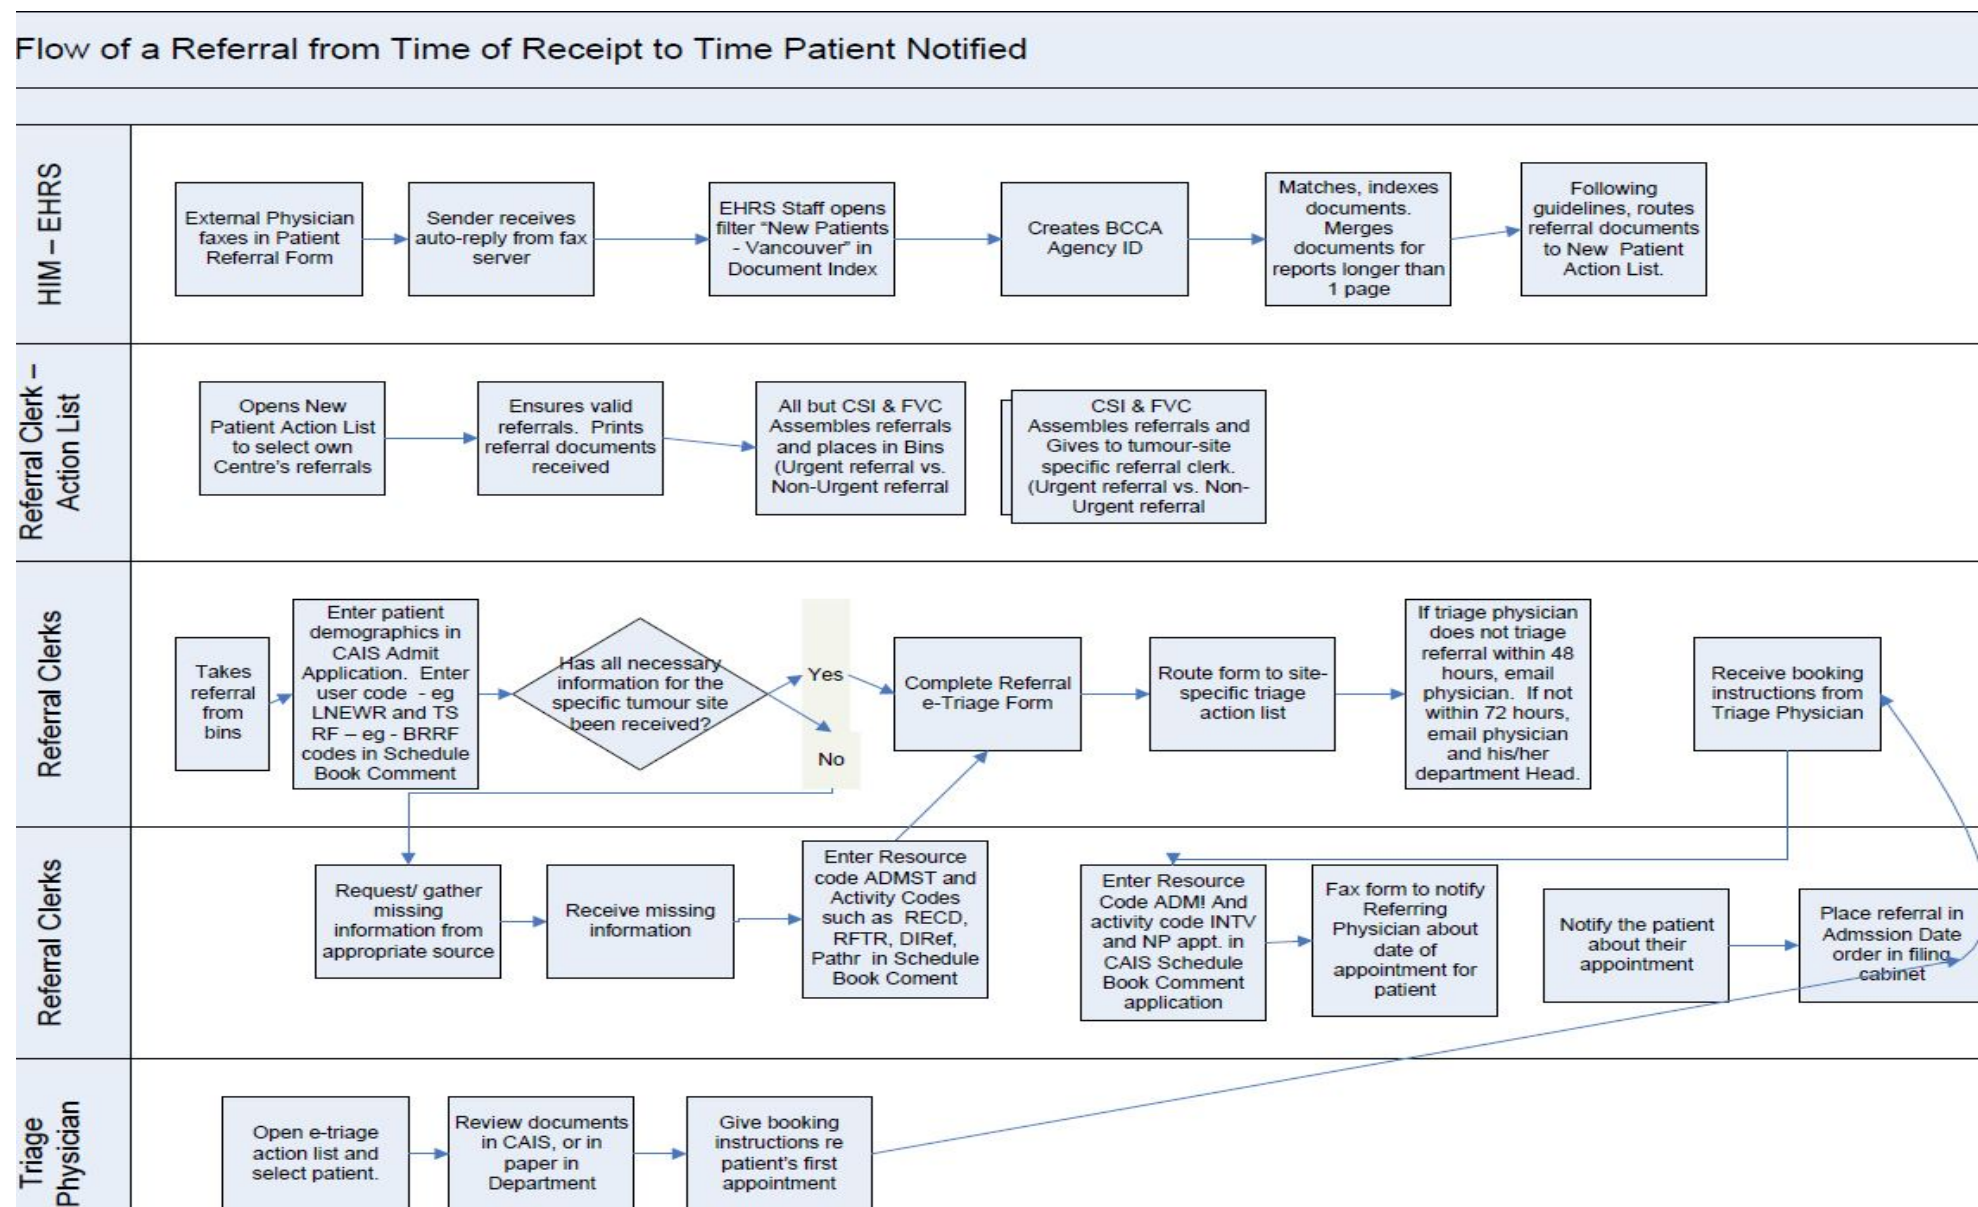 Flow of a Referral from Time of Receipt to Time Patient Notified
HIM – EHRS
External Physician
faxes in Patient
Referral Form
Sender receives
auto-reply from fax
server
EHRS Staff opens
filter “New Patients
- Vancouver” in
Document Index
Creates BCCA
Agency ID
Matches, indexes
documents.
Merges
documents for
reports longer than
1 page
Following
guidelines, routes
referral documents
to New Patient
Action List.
Referral Clerk –
Action List
Opens New
Patient Action List
to select own
Centre’s referrals
Ensures valid
referrals. Prints
referral documents
received
All but CSI & FVC
Assembles referrals
and places in Bins
(Urgent referral vs.
Non-Urgent referral
CSI & FVC
Assembles referrals and
Gives to tumour-site
specific referral clerk.
(Urgent referral vs. Non-
Urgent referral
Referral Clerks
Takes
referral
from
bins
Enter patient
demographics in
CAIS Admit
Application. Enter
user code - eg
LNEWR and TS
RF – eg - BRRF
codes in Schedule
Book Comment
Has all necessary
information for the
specific tumour site
been received?
Yes
No
Complete Referral
e-Triage Form
Route form to site-
specific triage
action list
If triage physician
does not triage
referral within 48
hours, email
physician. If not
within 72 hours,
email physician
and his/her
department Head.
Receive booking
instructions from
Triage Physician
Referral Clerks
Request/ gather
missing
information from
appropriate source
Receive missing
information
Enter Resource
code ADMST and
Activity Codes
such as RECD,
RFTR, DIRef,
Pathr in Schedule
Book Coment
Enter Resource
Code ADM! And
activity code INTV
and NP appt. in
CAIS Schedule
Book Comment
application
Fax form to notify
Referring
Physician about
date of
appointment for
patient
Notify the patient
about their
appointment
Place referral in
Admssion Date
order in filing
cabinet
Triage
Physician
Open e-triage
action list and
select patient.
Review documents
in CAIS, or in
paper in
Department
Give booking
instructions re
patient’s first
appointment